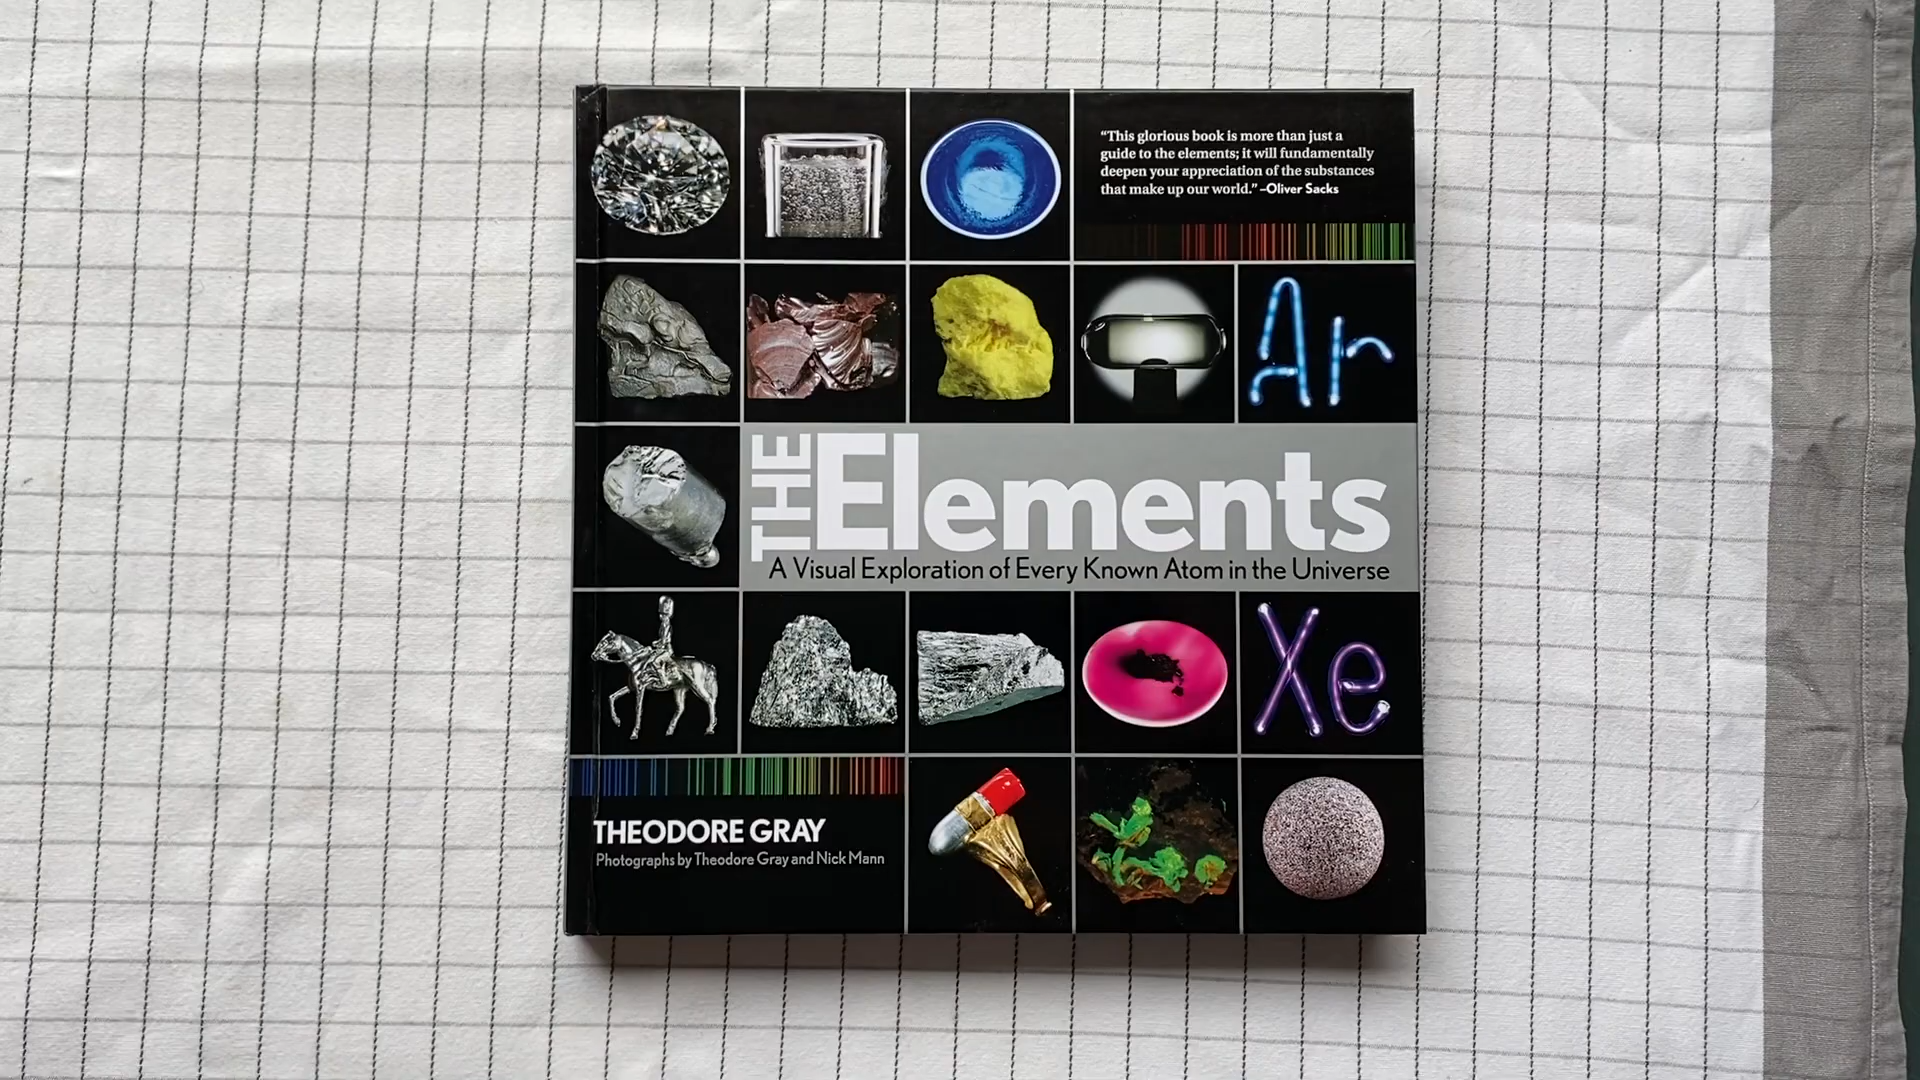 “This glorious book is more than just a
guide to the elements; it will fundamentally
deepen your appreciation of the substances
that make up our world.” –Oliver Sacks
Ar
THE Elements
A Visual Exploration of Every Known Atom in the Universe
Xe
THEODORE GRAY
Photographs by Theodore Gray and Nick Mann